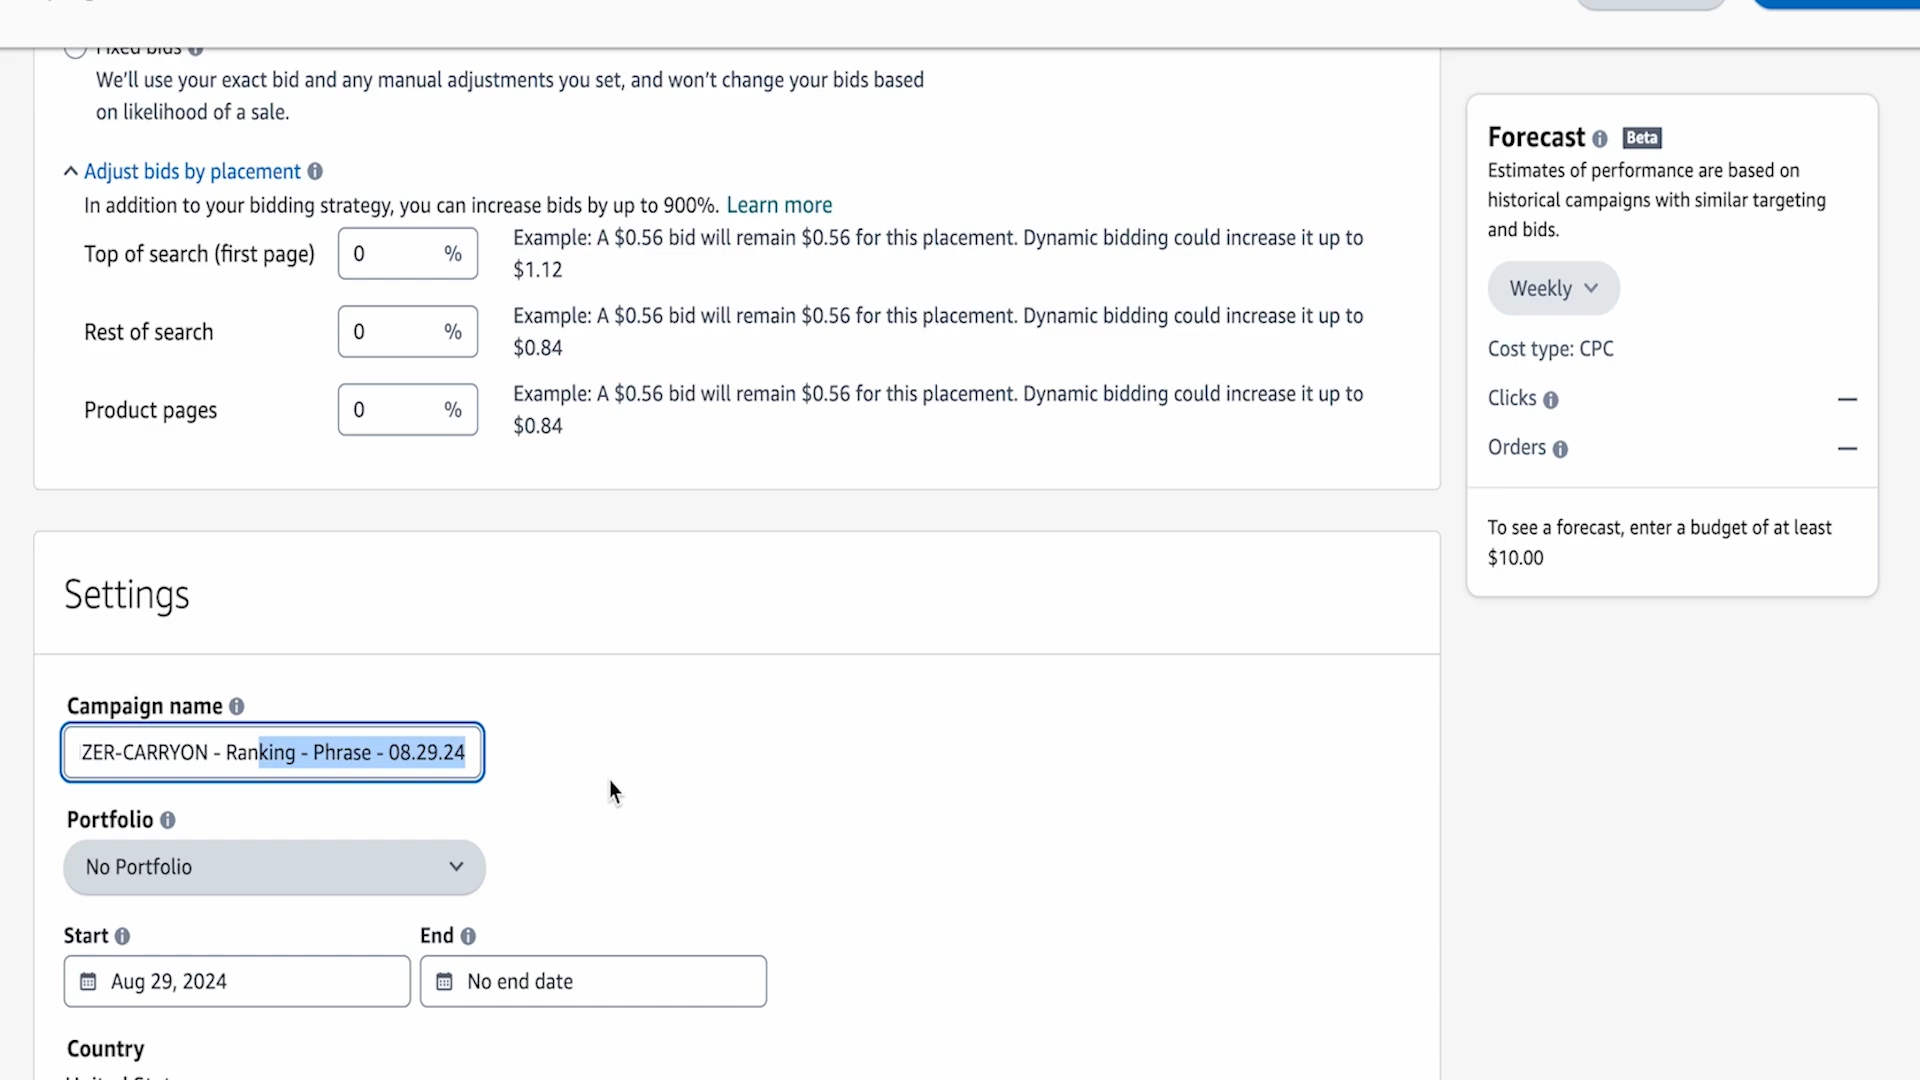 Fixed bids
We'll use your exact bid and any manual adjustments you set, and won't change your bids based
on likelihood of a sale.
Adjust bids by placement
In addition to your bidding strategy, you can increase bids by up to 900%. Learn more
Top of search (first page) 0 % Example: A $0.56 bid will remain $0.56 for this placement. Dynamic bidding could increase it up to
$1.12
Rest of search 0 % Example: A $0.56 bid will remain $0.56 for this placement. Dynamic bidding could increase it up to
$0.84
Product pages 0 % Example: A $0.56 bid will remain $0.56 for this placement. Dynamic bidding could increase it up to
$0.84
Settings
Campaign name
ZER-CARRYON - Ranking - Phrase - 08.29.24
Portfolio
No Portfolio
Start End
Aug 29, 2024 No end date
Country
Forecast Beta
Estimates of performance are based on
historical campaigns with similar targeting
and bids.
Weekly
Cost type: CPC
Clicks —
Orders —
To see a forecast, enter a budget of at least
$10.00